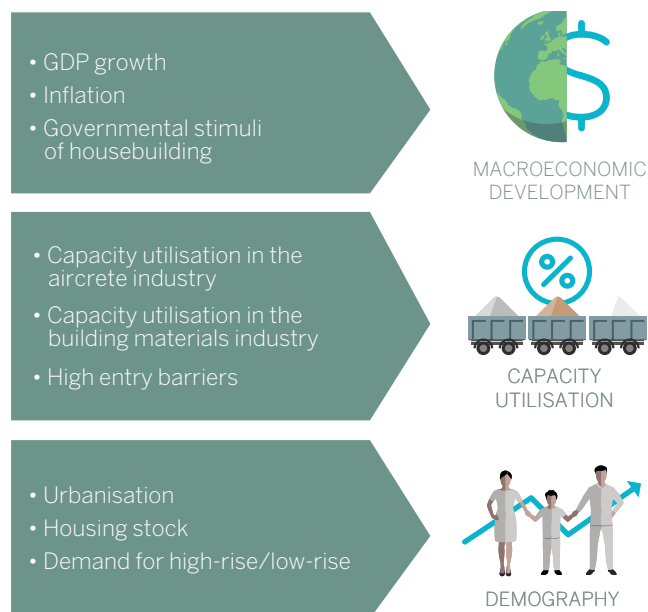 • GDP growth
• Inflation
• Governmental stimuli
of housebuilding
MACROECONOMIC
DEVELOPMENT
• Capacity utilisation in the
aircrete industry
• Capacity utilisation in the
building materials industry
• High entry barriers
%
CAPACITY
UTILISATION
• Urbanisation
• Housing stock
• Demand for high-rise/low-rise
DEMOGRAPHY